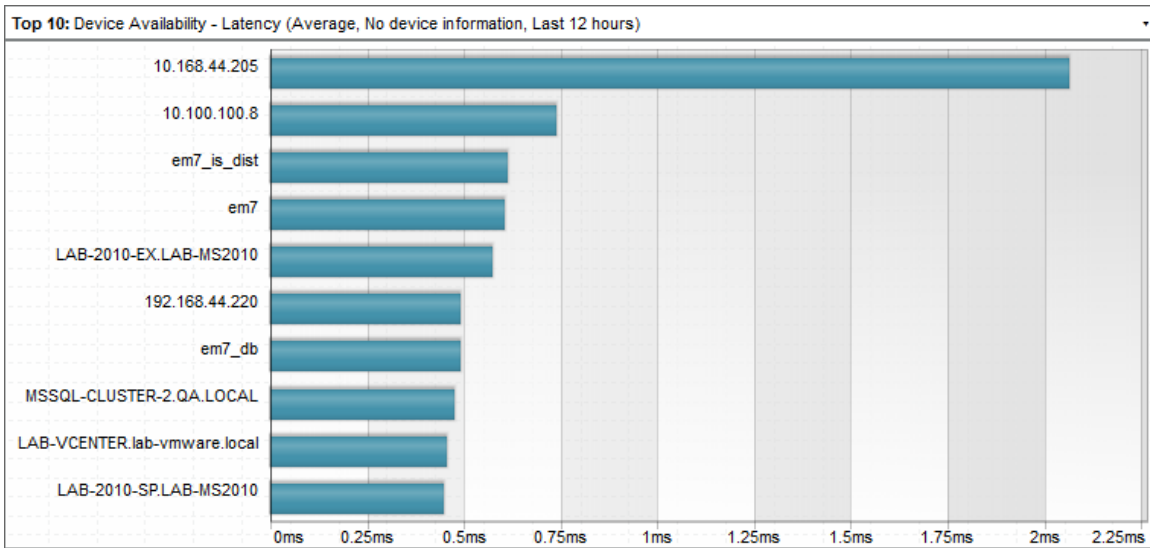 Top 10: Device Availability - Latency (Average, No device information, Last 12 hours)
10.168.44.205
10.100.100.8
em7_is_dist
em7
LAB-2010-EX.LAB-MS2010
192.168.44.220
em7_db
MSSQL-CLUSTER-2.QA.LOCAL
LAB-VCENTER.lab-vmware.local
LAB-2010-SP.LAB-MS2010
0ms 0.25ms 0.5ms 0.75ms 1ms 1.25ms 1.5ms 1.75ms 2ms 2.25ms